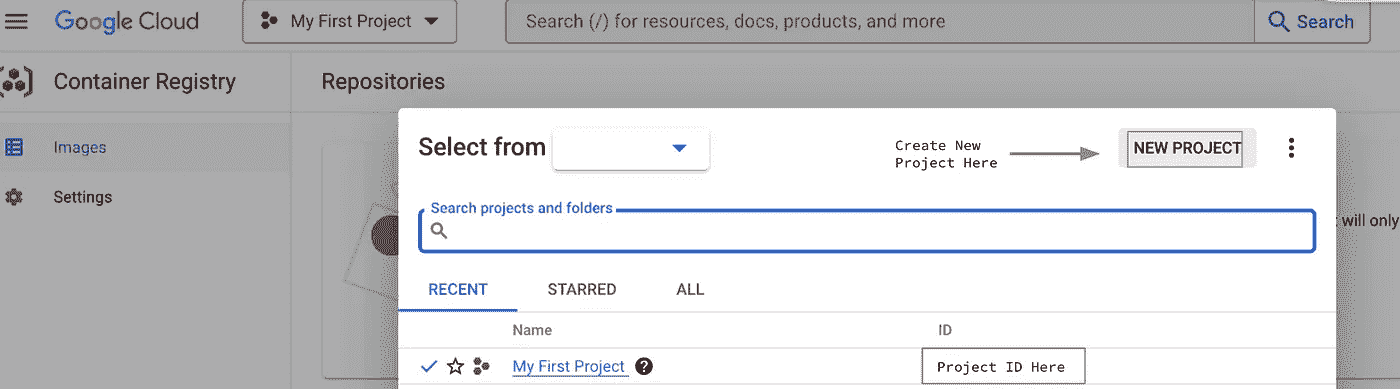 Google Cloud
My First Project
Search (/) for resources, docs, products, and more
Search
Container Registry
Repositories
Images
Settings
Select from
Create New
Project Here
NEW PROJECT
Search projects and folders
will only
RECENT
STARRED
ALL
Name
ID
My First Project
Project ID Here